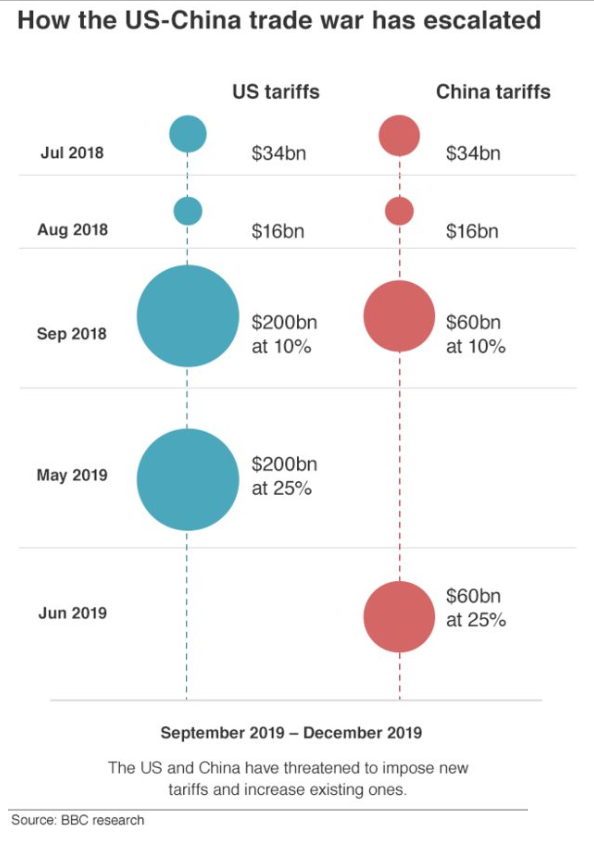 How the US-China trade war has escalated
US tariffs
China tariffs
Jul 2018
$34bn
$34bn
Aug 2018
$16bn
$16bn
Sep 2018
$200bn
at 10%
$60bn
at 10%
May 2019
$200bn
at 25%
Jun 2019
$60bn
at 25%
September 2019 – December 2019
The US and China have threatened to impose new
tariffs and increase existing ones.
Source: BBC research